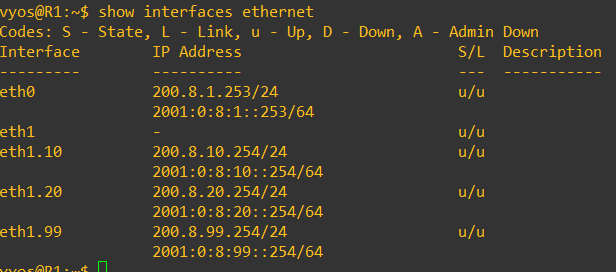 vyos@R1:~$ show interfaces ethernet
Codes: S - State, L - Link, u - Up, D - Down, A - Admin Down
Interface        IP Address                        S/L  Description
---------        ----------                        ---  -----------
eth0             200.8.1.253/24                    u/u
                 2001:0:8:1::253/64
eth1             -                                 u/u
eth1.10          200.8.10.254/24                   u/u
                 2001:0:8:10::254/64
eth1.20          200.8.20.254/24                   u/u
                 2001:0:8:20::254/64
eth1.99          200.8.99.254/24                   u/u
                 2001:0:8:99::254/64
vyos@R1:~$